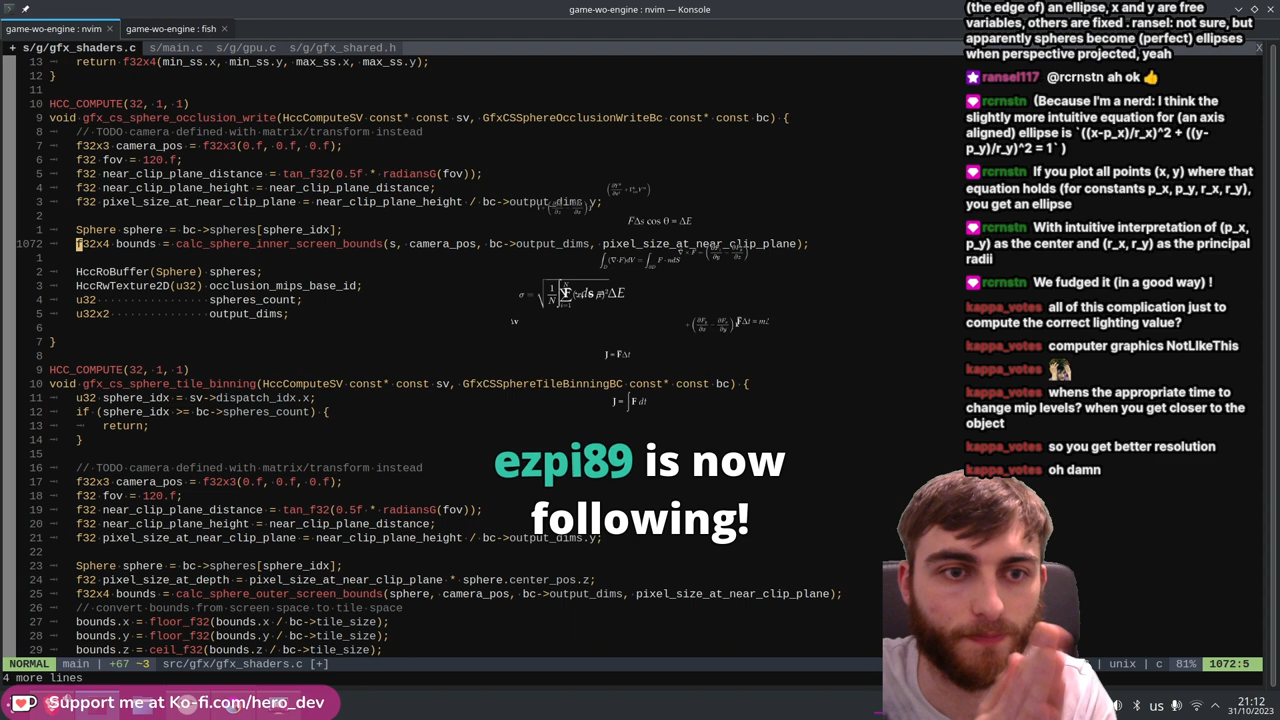 game-wo-engine : nvim — Konsole
game-wo-engine : nvim
game-wo-engine : fish
+ s/g/gfx_shaders.c s/main.c s/g/gpu.c s/g/gfx_shared.h X
13 return f32x4(min_ss.x, min_ss.y, max_ss.x, max_ss.y);
12 }
11
10 HCC_COMPUTE(32, 1, 1)
9 void gfx_cs_sphere_occlusion_write(HccComputeSV const* const sv, GfxCSSphereOcclusionWriteBc const* const bc) {
8 // TODO camera defined with matrix/transform instead
7 f32x3 camera_pos = f32x3(0.f, 0.f, 0.f);
6 f32 fov = 120.f;
5 f32 near_clip_plane_distance = tan_f32(0.5f * radiansG(fov));
4 f32 near_clip_plane_height = near_clip_plane_distance;
3 f32 pixel_size_at_near_clip_plane = near_clip_plane_height / bc->output_dims.y;
2
1 Sphere sphere = bc->spheres[sphere_idx];
1072 f32x4 bounds = calc_sphere_inner_screen_bounds(s, camera_pos, bc->output_dims, pixel_size_at_near_clip_plane);
1
2 HccRoBuffer(Sphere) spheres;
3 HccRwTexture2D(u32) occlusion_maps_base_id;
4 u32 spheres_count;
5 u32x2 output_dims;
6
7 }
8
9 HCC_COMPUTE(32, 1, 1)
10 void gfx_cs_sphere_tile_binning(HccComputeSV const* const sv, GfxCSSphereTileBinningBC const* const bc) {
11 u32 sphere_idx = sv->dispatch_idx.x;
12 if (sphere_idx >= bc->spheres_count) {
13 return;
14 }
15
16 // TODO camera defined with matrix/transform instead
17 f32x3 camera_pos = f32x3(0.f, 0.f, 0.f);
18 f32 fov = 120.f;
19 f32 near_clip_plane_distance = tan_f32(0.5f * radiansG(fov));
20 f32 near_clip_plane_height = near_clip_plane_distance;
21 f32 pixel_size_at_near_clip_plane = near_clip_plane_height / bc->output_dims.y;
22
23 Sphere sphere = bc->spheres[sphere_idx];
24 f32 pixel_size_at_depth = pixel_size_at_near_clip_plane * sphere.center_pos.z;
25 f32x4 bounds = calc_sphere_outer_screen_bounds(sphere, camera_pos, bc->output_dims, pixel_size_at_near_clip_plane);
26 // convert bounds from screen space to tile space
27 bounds.x = floor_f32(bounds.x / bc->tile_size);
28 bounds.y = floor_f32(bounds.y / bc->tile_size);
29 bounds.z = ceil_f32(bounds.z / bc->tile_size);
NORMAL main | +67 ~3 src/gfx/gfx_shaders.c [+] | unix | c 81% 1072:5
4 more lines
FΔs cos θ = ΔE
J = FΔt
J = ∫ F dt
ezpi89 is now
following!
(the edge of) an ellipse, x and y are free
variables, others are fixed . ransel: not sure, but
apparently spheres become (perfect) ellipses
when perspective projected, yeah
ransel117 @rcrnstn ah ok 👍
rcrnstn (Because I'm a nerd: I think the
slightly more intuitive equation for (an axis
aligned) ellipse is `((x-p_x)/r_x)^2 + ((y-
p_y)/r_y)^2 = 1` )
rcrnstn If you plot all points (x, y) where that
equation holds (for constants p_x, p_y, r_x, r_y),
you get an ellipse
rcrnstn With intuitive interpretation of (p_x,
p_y) as the center and (r_x, r_y) as the principal
radii
rcrnstn We fudged it (in a good way) !
kappa_votes all of this complication just to
compute the correct lighting value?
kappa_votes computer graphics NotLIkeThis
kappa_votes
kappa_votes whens the appropriate time to
change mip levels? when you get closer to the
object
kappa_votes so you get better resolution
kappa_votes oh damn
Support me at Ko-fi.com/hero_dev
us
21:12
31/10/2023